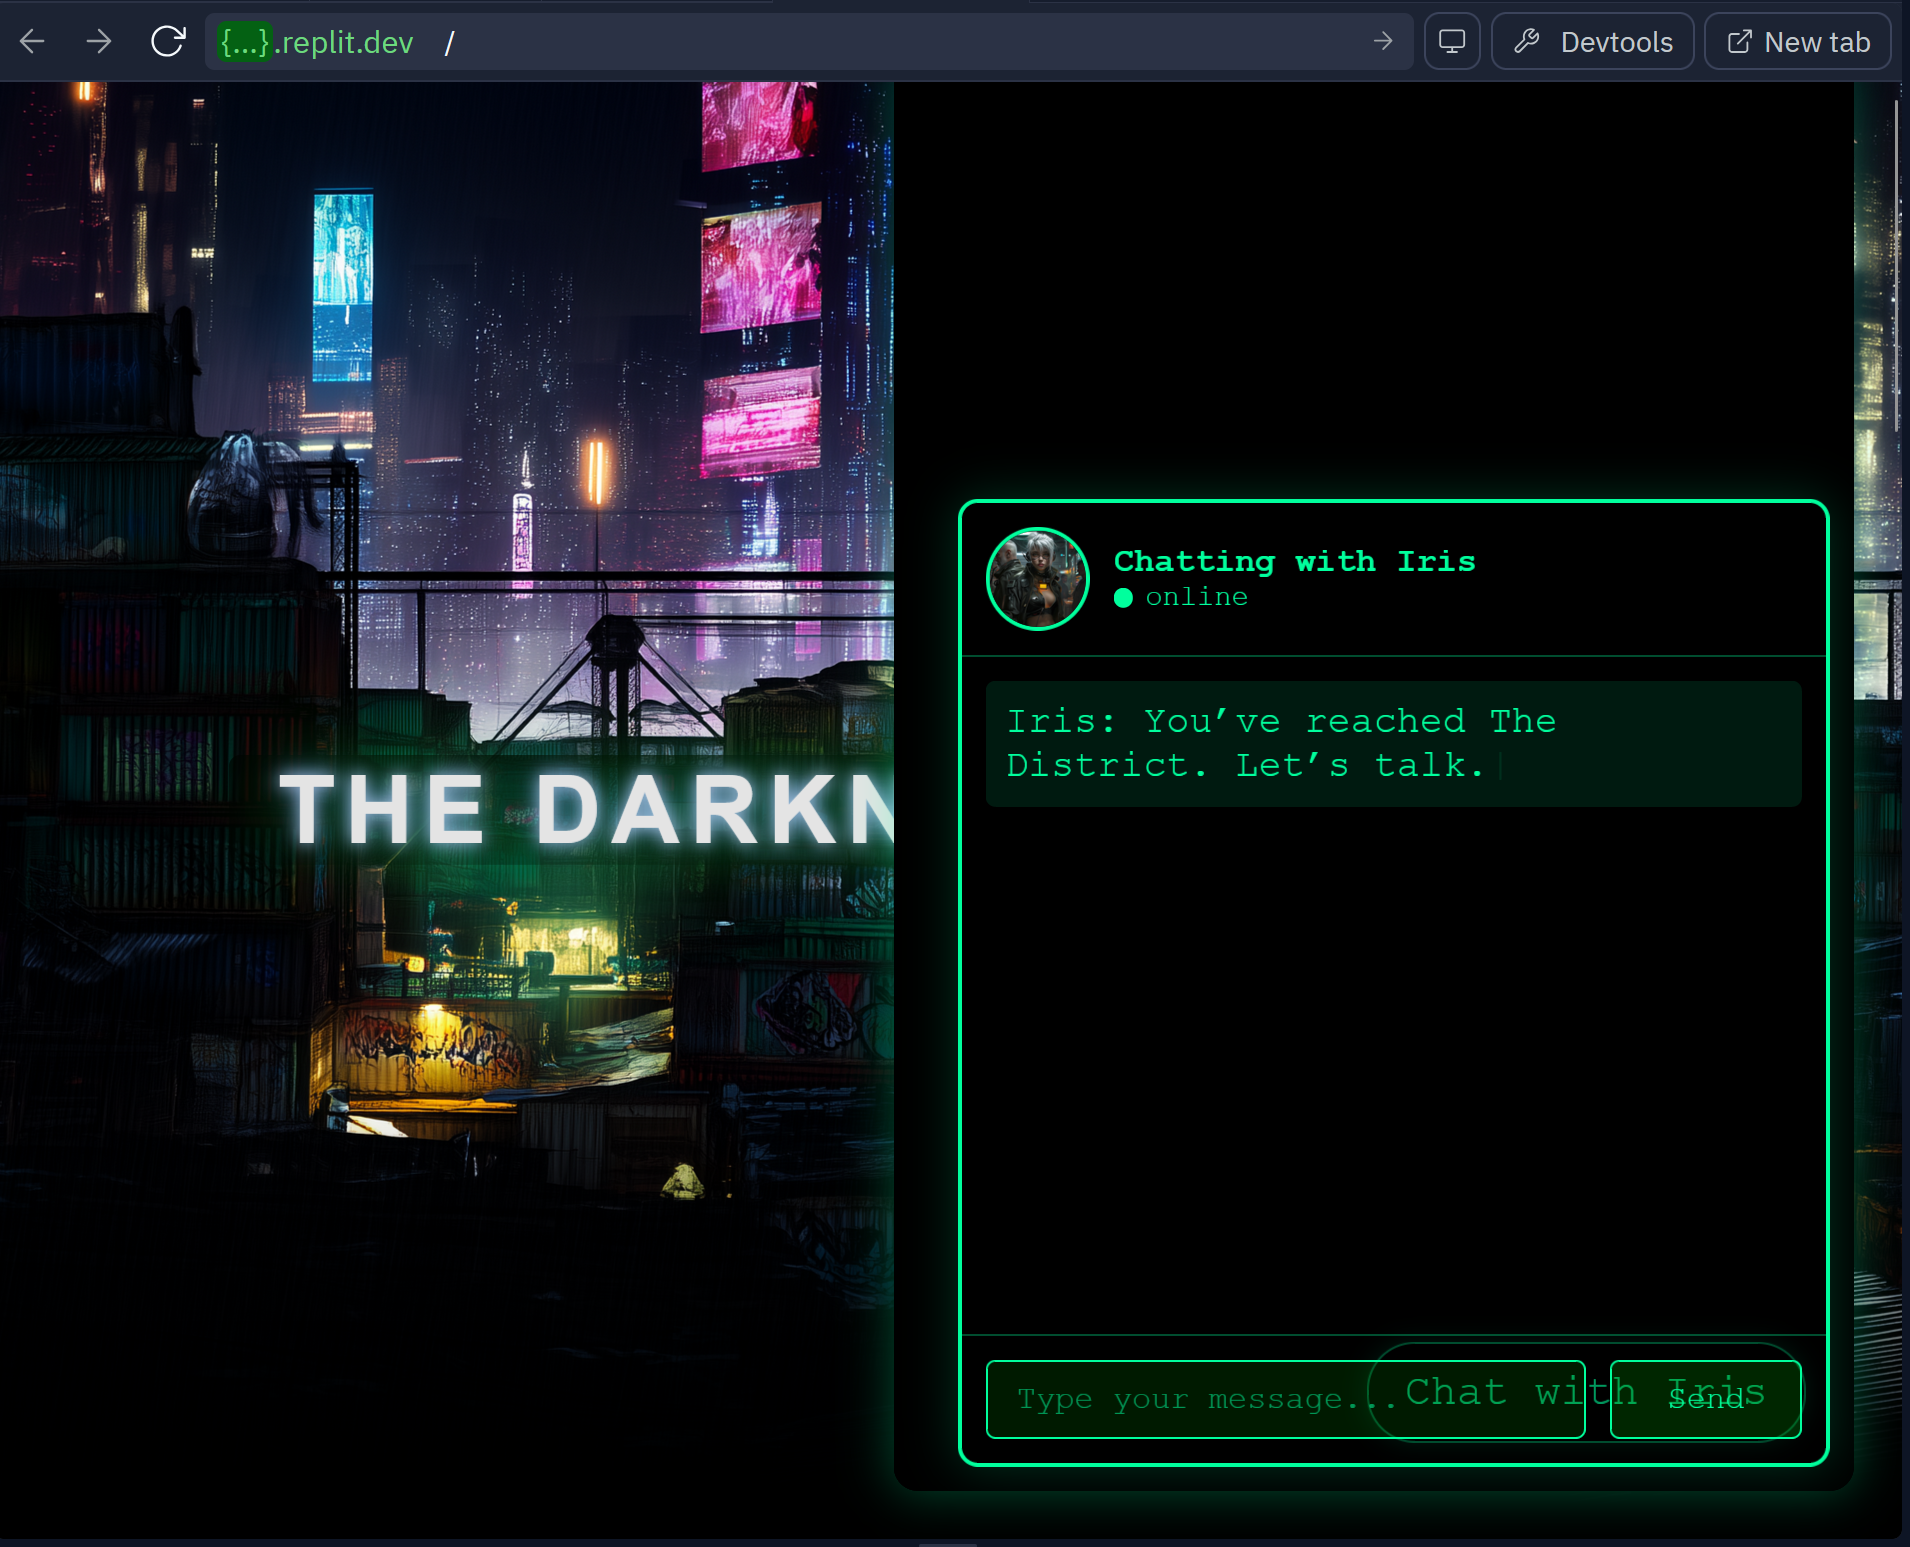 {...}.replit.dev /
Devtools
New tab
THE DARKN
Chatting with Iris
online
Iris: You’ve reached The
District. Let’s talk.
Type your message...
Chat with Iris
Send